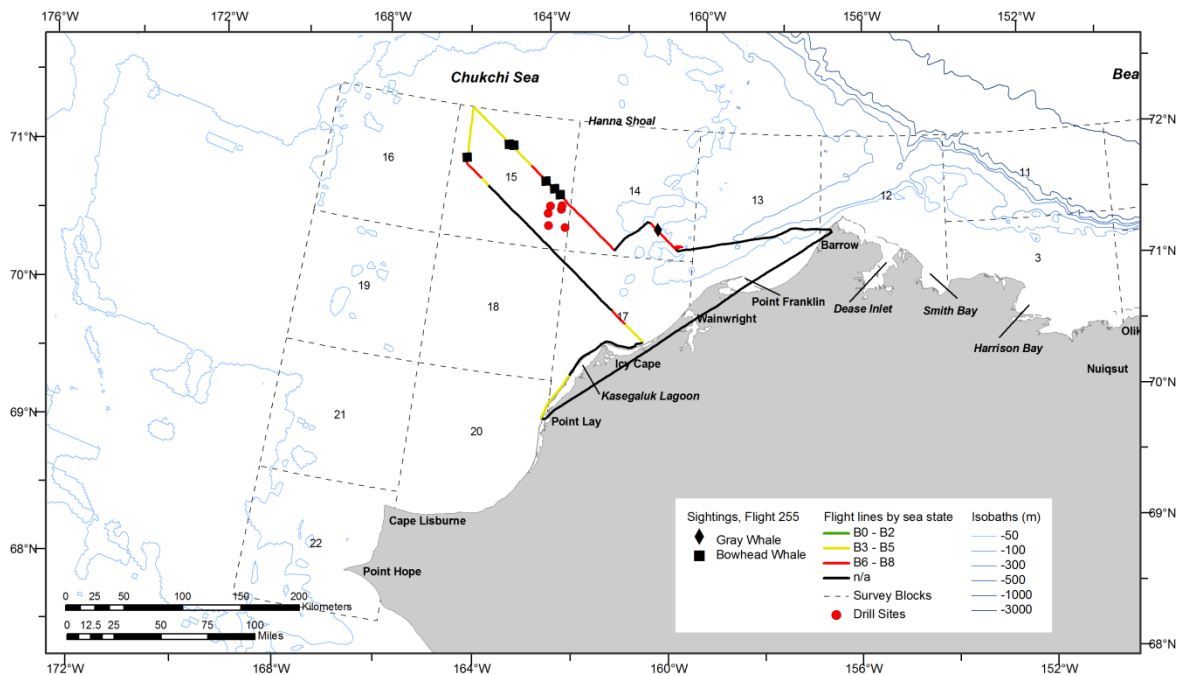 176°W 172°W 168°W 164°W 160°W 156°W 152°W
Chukchi Sea
Bea
72°N
71°N
Hanna Shoal
16
15
14
13
12
11
Barrow
71°N
3
70°N
19
18
17
Point Franklin
Dease Inlet
Smith Bay
Harrison Bay
Wainwright
Olik
Icy Cape
Nuiqsut
Kasegaluk Lagoon
70°N
69°N
21
20
Point Lay
Cape Lisburne
69°N
68°N
22
Point Hope
Sightings, Flight 255
Gray Whale
Bowhead Whale
Flight lines by sea state
B0 - B2
B3 - B5
B6 - B8
n/a
Survey Blocks
Drill Sites
Isobaths (m)
-50
-100
-300
-500
-1000
-3000
0 25 50 100 150 200 Kilometers
0 12.5 25 50 75 100 Miles
68°N
172°W 168°W 164°W 160°W 156°W 152°W